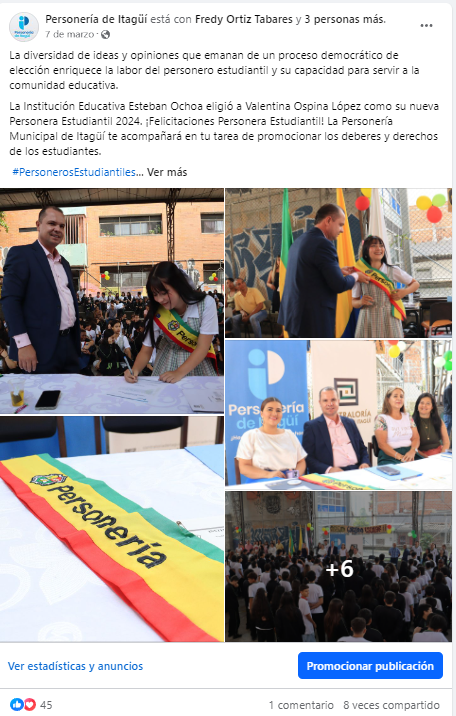 Personería de Itagüí está con Fredy Ortiz Tabares y 3 personas más.
7 de marzo ·
La diversidad de ideas y opiniones que emanan de un proceso democrático de
elección enriquece la labor del personero estudiantil y su capacidad para servir a la
comunidad educativa.
La Institución Educativa Esteban Ochoa eligió a Valentina Ospina López como su nueva
Personera Estudiantil 2024. ¡Felicitaciones Personera Estudiantil! La Personería
Municipal de Itagüí te acompañará en tu tarea de promocionar los deberes y derechos
de los estudiantes.
#PersonerosEstudiantiles... Ver más
Personería
de Itagüí
Personería
+6
Ver estadísticas y anuncios
Promocionar publicación
45
1 comentario 8 veces compartido